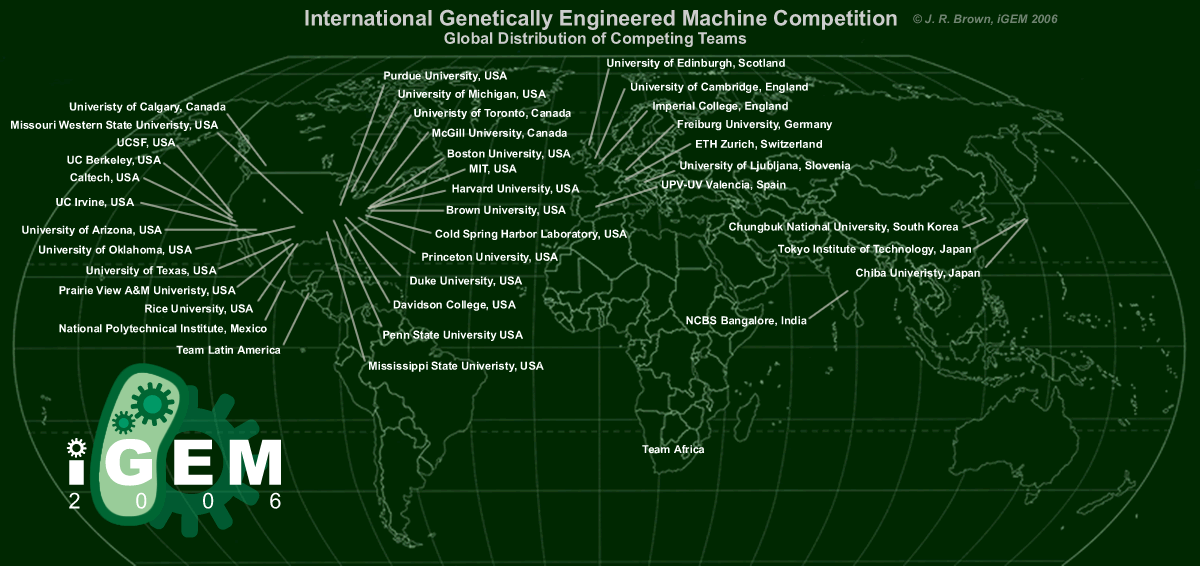 International Genetically Engineered Machine Competition
© J. R. Brown, iGEM 2006
Global Distribution of Competing Teams
Univeristy of Calgary, Canada
Missouri Western State Univeristy, USA
UCSF, USA
UC Berkeley, USA
Caltech, USA
UC Irvine, USA
University of Arizona, USA
University of Oklahoma, USA
University of Texas, USA
Prairie View A&M Univeristy, USA
Rice University, USA
National Polytechnical Institute, Mexico
Team Latin America
Purdue University, USA
University of Michigan, USA
Univeristy of Toronto, Canada
McGill University, Canada
Boston University, USA
MIT, USA
Harvard University, USA
Brown University, USA
Cold Spring Harbor Laboratory, USA
Princeton University, USA
Duke University, USA
Davidson College, USA
Penn State University USA
Mississippi State Univeristy, USA
University of Edinburgh, Scotland
University of Cambridge, England
Imperial College, England
Freiburg University, Germany
ETH Zurich, Switzerland
University of Ljubljana, Slovenia
UPV-UV Valencia, Spain
Chungbuk National University, South Korea
Tokyo Institute of Technology, Japan
Chiba Univeristy, Japan
NCBS Bangalore, India
Team Africa
iGEM
2006